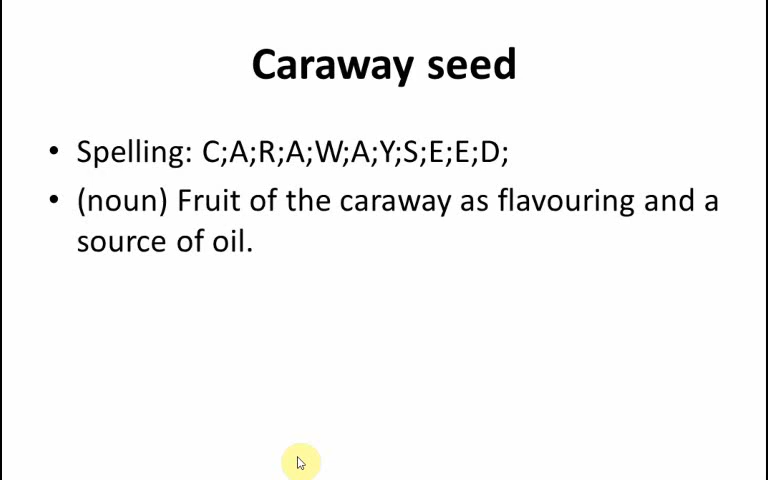 Caraway seed
• Spelling: C;A;R;A;W;A;Y;S;E;E;D;
• (noun) Fruit of the caraway as flavouring and a
source of oil.